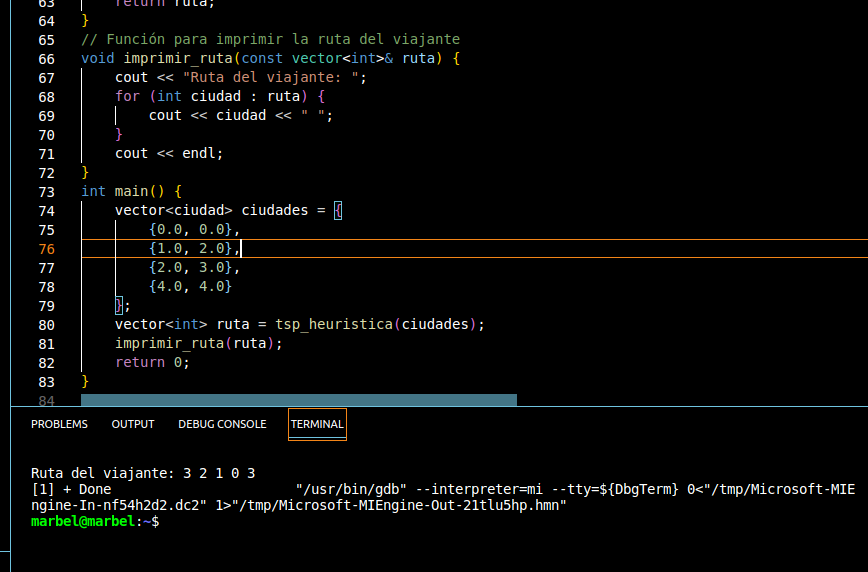 63 return ruta;
64 }
65 // Función para imprimir la ruta del viajante
66 void imprimir_ruta(const vector<int>& ruta) {
67 cout << "Ruta del viajante: ";
68 for (int ciudad : ruta) {
69 cout << ciudad << " ";
70 }
71 cout << endl;
72 }
73 int main() {
74 vector<ciudad> ciudades = {
75 {0.0, 0.0},
76 {1.0, 2.0},
77 {2.0, 3.0},
78 {4.0, 4.0}
79 };
80 vector<int> ruta = tsp_heuristica(ciudades);
81 imprimir_ruta(ruta);
82 return 0;
83 }
84
PROBLEMS OUTPUT DEBUG CONSOLE TERMINAL
Ruta del viajante: 3 2 1 0 3
[1] + Done "/usr/bin/gdb" --interpreter=mi --tty=${DbgTerm} 0<"/tmp/Microsoft-MIE
ngine-In-nf54h2d2.dc2" 1>"/tmp/Microsoft-MIEngine-Out-21tlu5hp.hmn"
marbel@marbel:~$